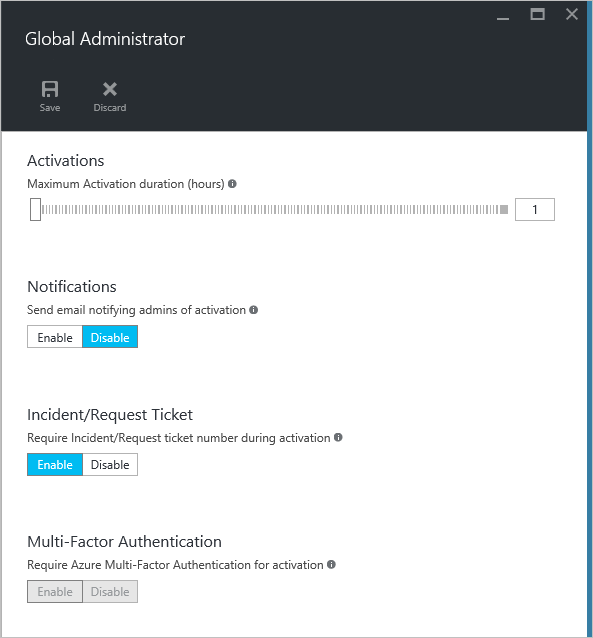 Global Administrator
Save Discard
Activations
Maximum Activation duration (hours)
1
Notifications
Send email notifying admins of activation
Enable Disable
Incident/Request Ticket
Require Incident/Request ticket number during activation
Enable Disable
Multi-Factor Authentication
Require Azure Multi-Factor Authentication for activation
Enable Disable